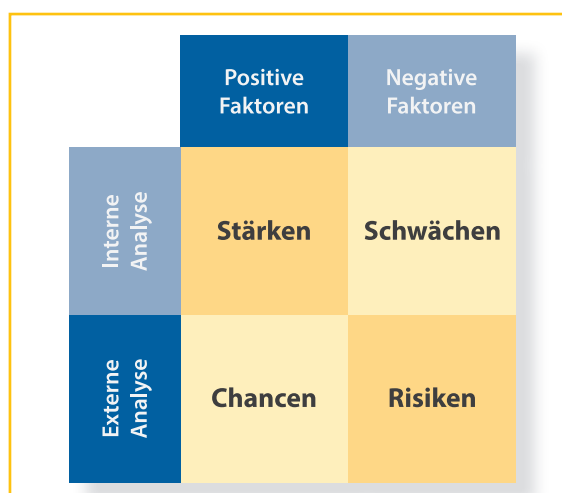 Positive
Faktoren
Negative
Faktoren
Interne
Analyse
Stärken
Schwächen
Externe
Analyse
Chancen
Risiken